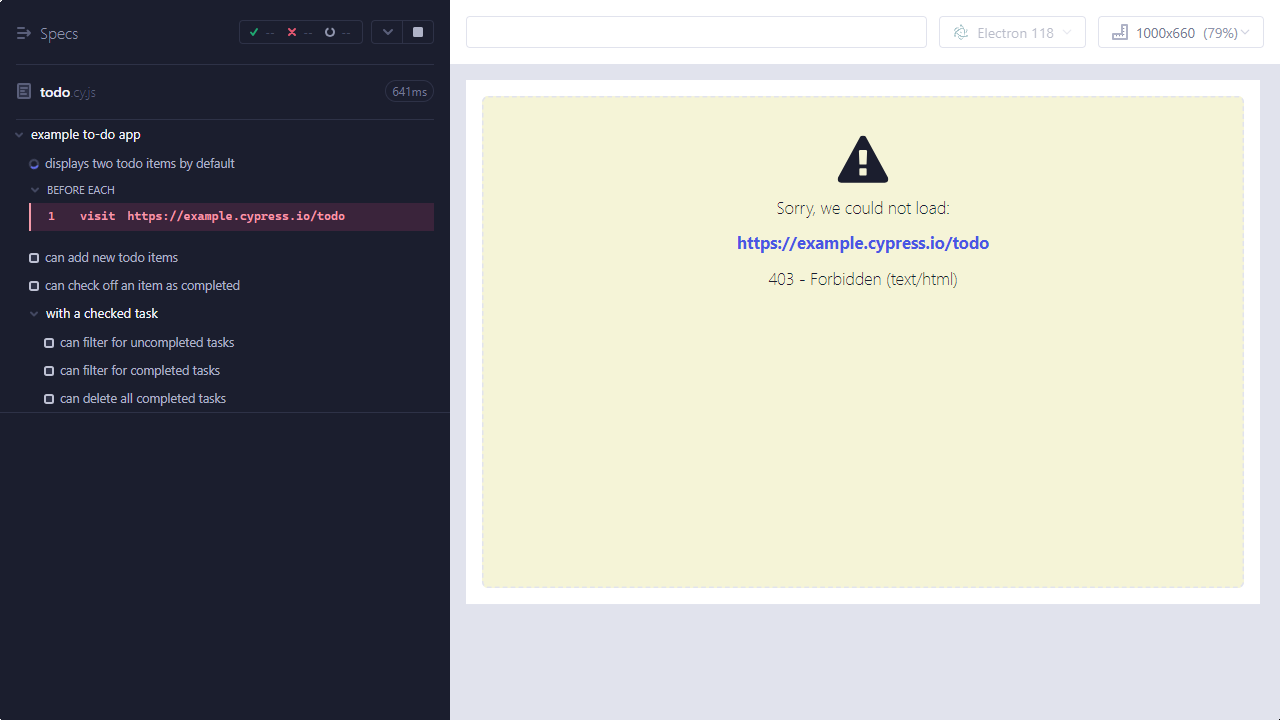 Specs
-- -- --
todo.cy.js 641ms
example to-do app
displays two todo items by default
BEFORE EACH
1 visit https://example.cypress.io/todo
can add new todo items
can check off an item as completed
with a checked task
can filter for uncompleted tasks
can filter for completed tasks
can delete all completed tasks
Electron 118
1000x660 (79%)
Sorry, we could not load:
https://example.cypress.io/todo
403 - Forbidden (text/html)